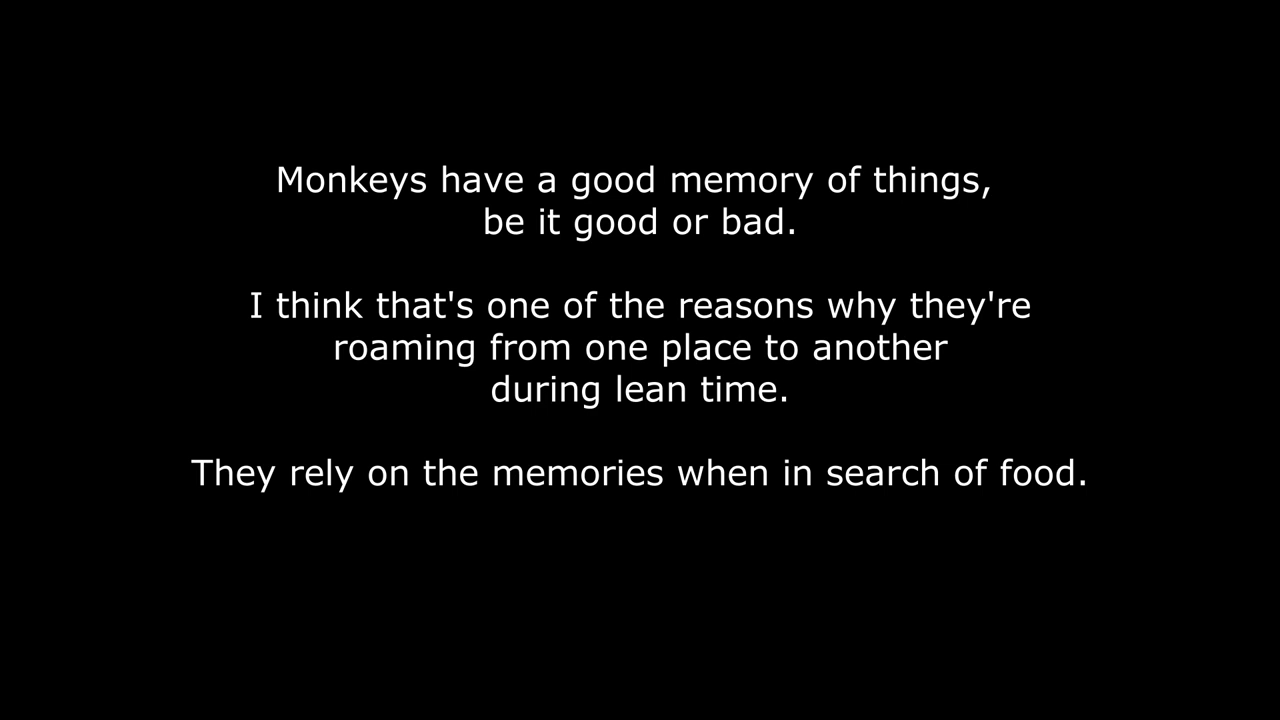 Monkeys have a good memory of things,
be it good or bad.
I think that's one of the reasons why they're
roaming from one place to another
during lean time.
They rely on the memories when in search of food.